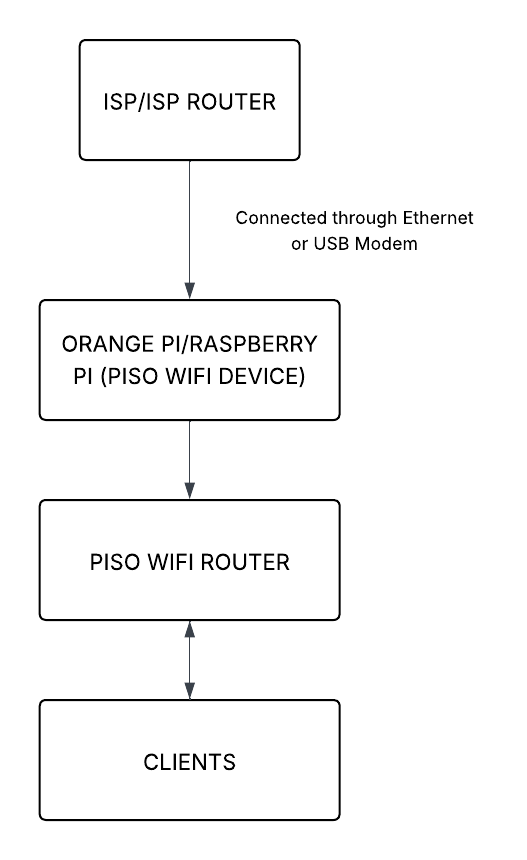 ISP/ISP ROUTER
Connected through Ethernet
or USB Modem
ORANGE PI/RASPBERRY
PI (PISO WIFI DEVICE)
PISO WIFI ROUTER
CLIENTS